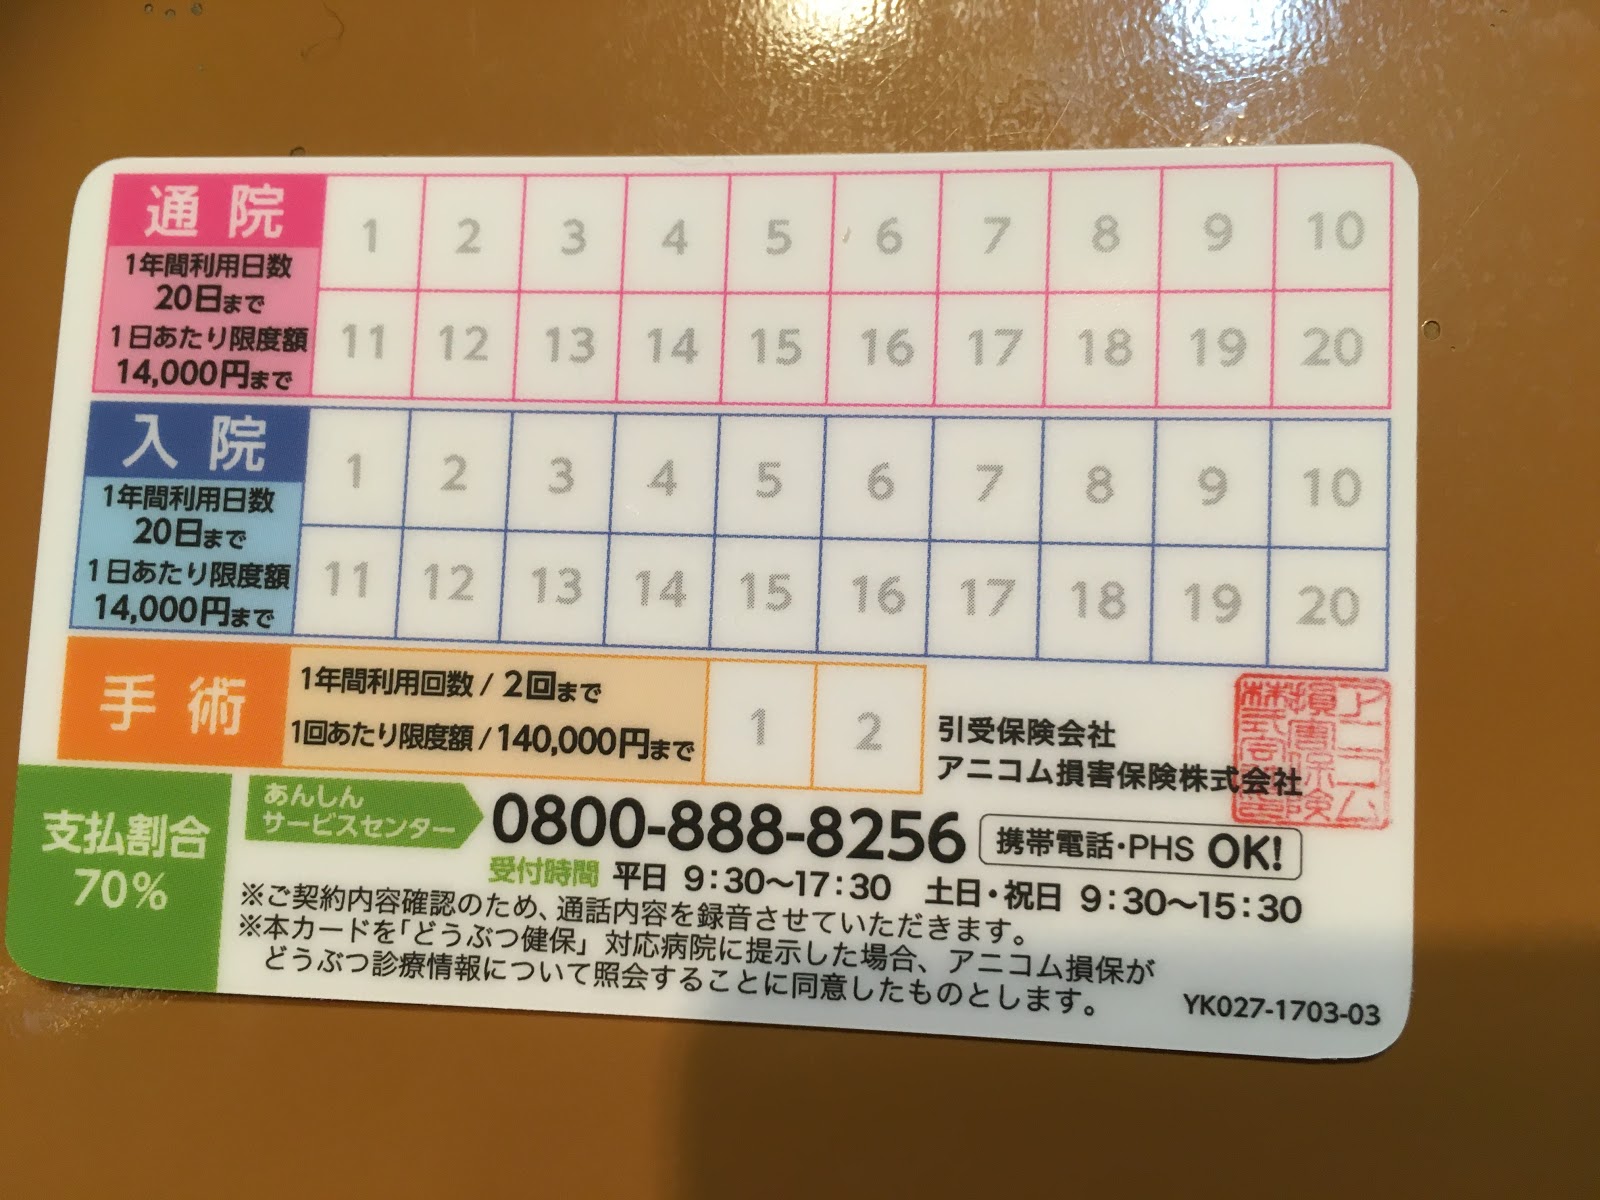 通院
1年間利用日数
20日まで
1日あたり限度額
14,000円まで
1 2 3 4 5 6 7 8 9 10
11 12 13 14 15 16 17 18 19 20
入院
1年間利用日数
20日まで
1日あたり限度額
14,000円まで
1 2 3 4 5 6 7 8 9 10
11 12 13 14 15 16 17 18 19 20
手術
1年間利用回数 / 2回まで
1回あたり限度額 / 140,000円まで
1 2
引受保険会社
アニコム損害保険株式会社
アニコム
損害保険
株式会社
支払割合
70%
あんしん
サービスセンター
0800-888-8256 携帯電話・PHS OK!
受付時間 平日 9:30～17:30 土日・祝日 9:30～15:30
※ご契約内容確認のため、通話内容を録音させていただきます。
※本カードを「どうぶつ健保」対応病院に提示した場合、アニコム損保が
どうぶつ診療情報について照会することに同意したものとします。
YK027-1703-03